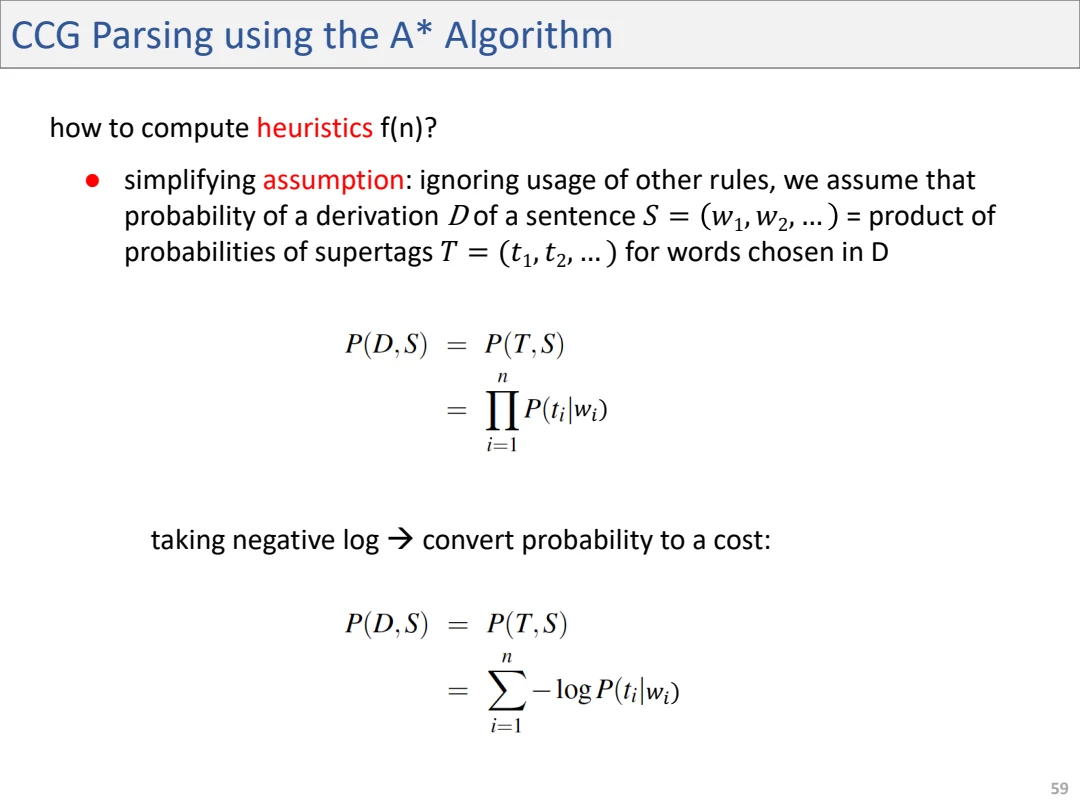 CCG Parsing using the A* Algorithm
how to compute heuristics f(n)?
● simplifying assumption: ignoring usage of other rules, we assume that
probability of a derivation D of a sentence S = (w₁, w₂, … ) = product of
probabilities of supertags T = (t₁, t₂, … ) for words chosen in D
P(D,S) = P(T,S)
= ∏ⁿᵢ₌₁ P(tᵢ|wᵢ)
taking negative log → convert probability to a cost:
P(D,S) = P(T,S)
= ∑ⁿᵢ₌₁ − log P(tᵢ|wᵢ)
59